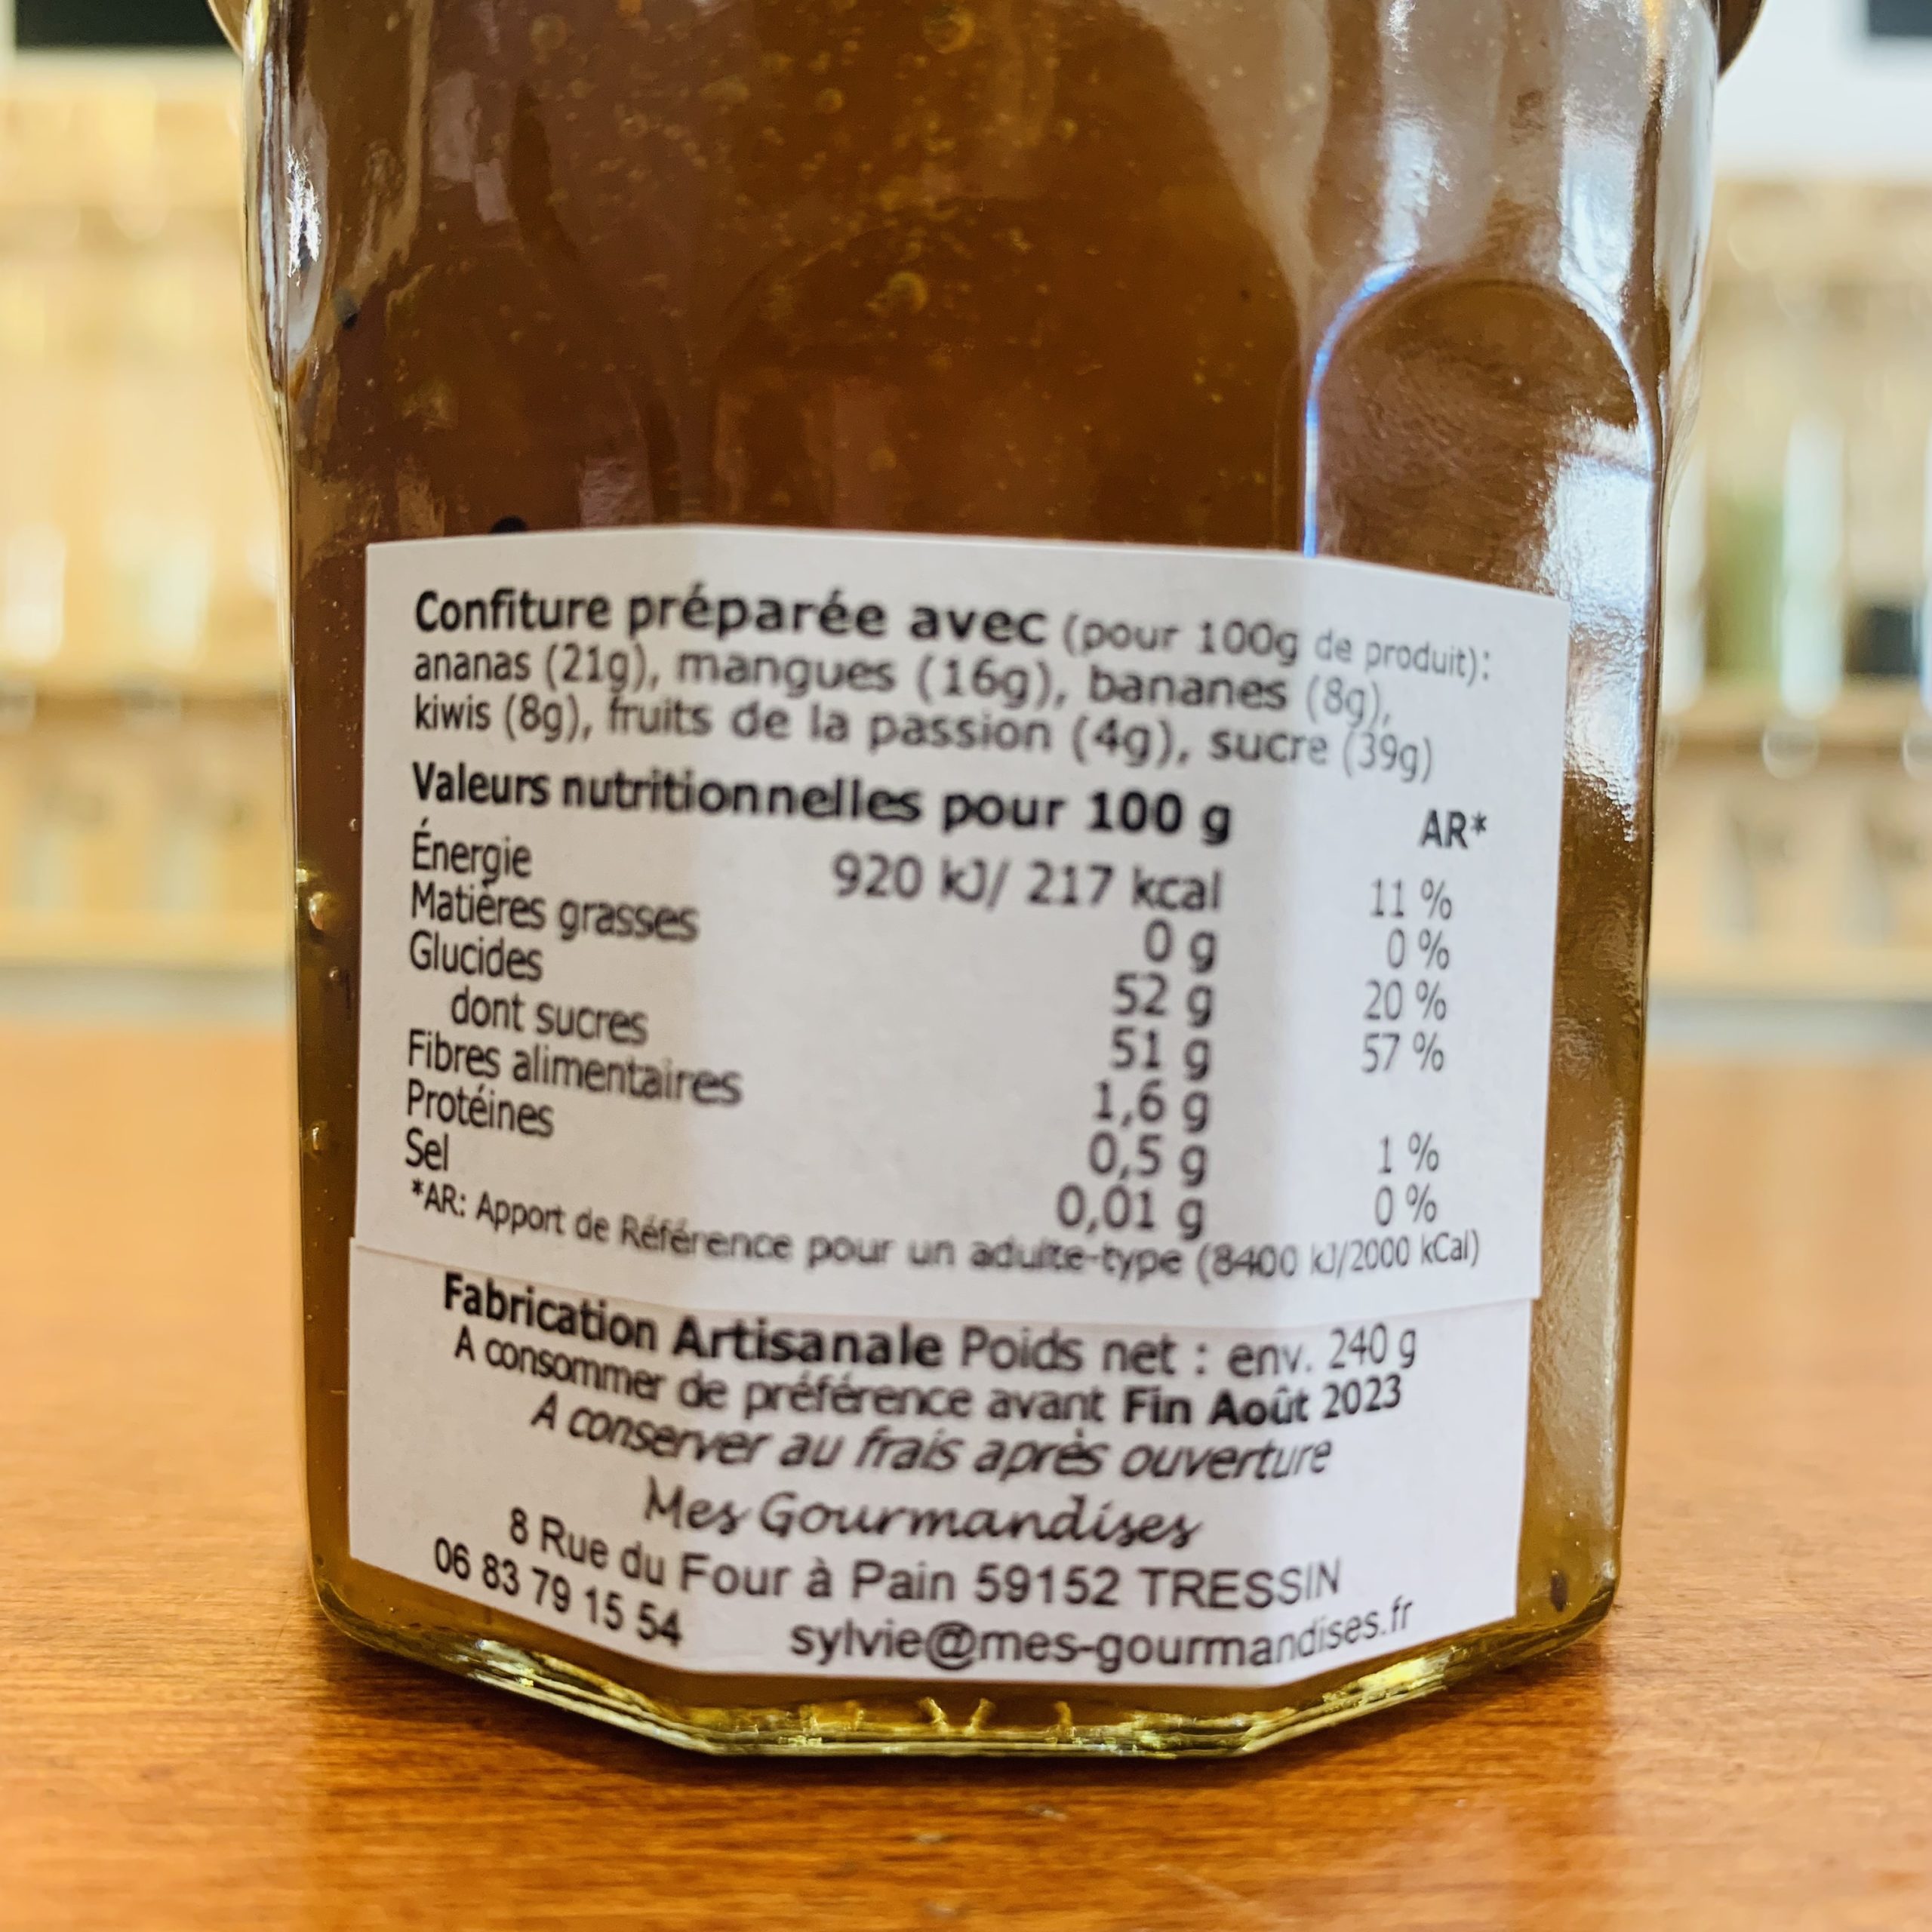 Confiture préparée avec (pour 100g de produit):
ananas (21g), mangues (16g), bananes (8g),
kiwis (8g), fruits de la passion (4g), sucre (39g)
Valeurs nutritionnelles pour 100 g AR*
Énergie 920 kJ/ 217 kcal 11 %
Matières grasses 0 g 0 %
Glucides 52 g 20 %
dont sucres 51 g 57 %
Fibres alimentaires 1,6 g
Protéines 0,5 g 1 %
Sel 0,01 g 0 %
*AR: Apport de Référence pour un adulte-type (8400 kJ/2000 kCal)
Fabrication Artisanale Poids net : env. 240 g
A consommer de préférence avant Fin Août 2023
A conserver au frais après ouverture
Mes Gourmandises
8 Rue du Four à Pain 59152 TRESSIN
06 83 79 15 54 sylvie@mes-gourmandises.fr